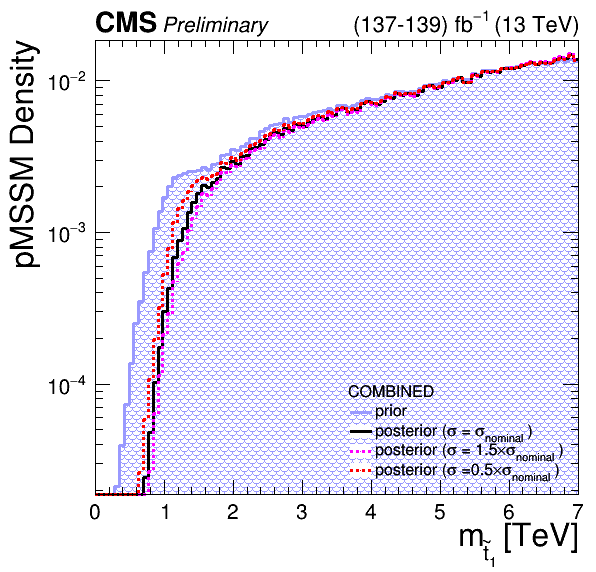 CMS Preliminary (137-139) fb⁻¹ (13 TeV)
pMSSM Density
10⁻²
10⁻³
10⁻⁴
COMBINED
prior
posterior (σ = σnominal)
posterior (σ = 1.5×σnominal)
posterior (σ =0.5×σnominal)
0 1 2 3 4 5 6 7
m t̃₁ [TeV]